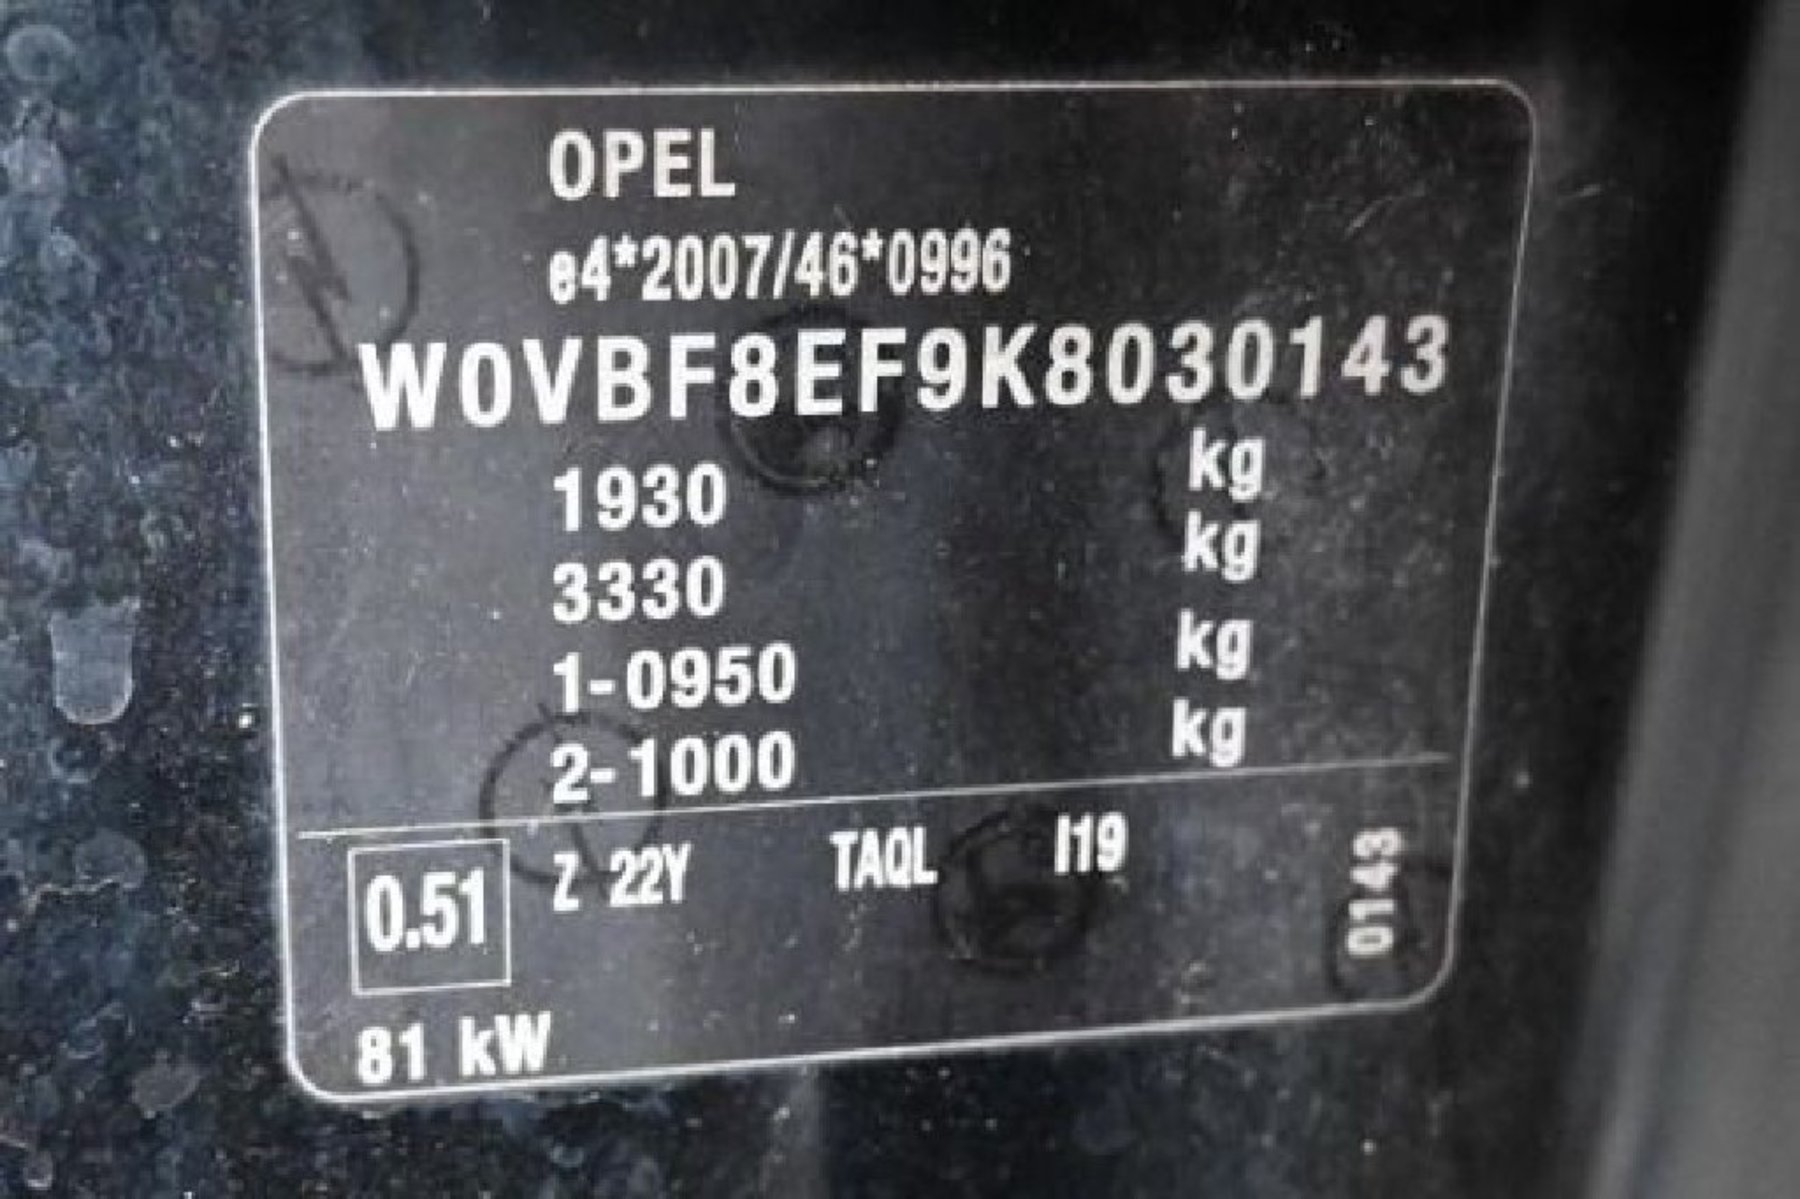 OPEL
e4*2007/46*0996
W0VBF8EF9K8030143
1930 kg
3330 kg
1-0950 kg
2-1000 kg
0.51 Z 22Y TAQL I19 0143
81 kW